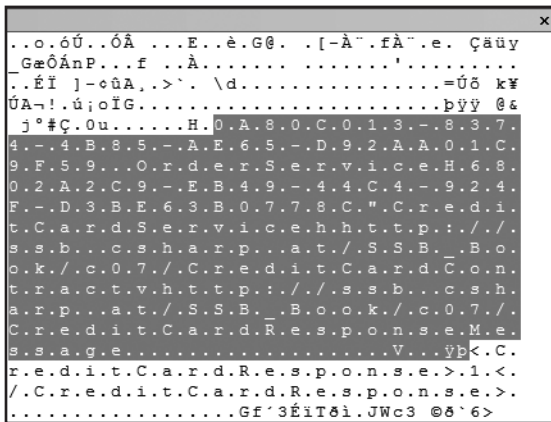 ..o.óÚ..ÓÂ ...E..è.G@. .[-À¨.fÀ¨.e. Çäüy
_GæÔÁnP...f ..À...... .........'.........
..ÉÏ ]-¢ûA¸.>`. \d................=Úõ k¥
ÚA¬!.ú¡oÏG........................þÿÿ @&
jº#Ç.0u......H.0.A.8.0.C.0.1.3.-.8.3.7.
4.-.4.B.8.5.-.A.E.6.5.-.D.9.2.A.A.0.1.C.
9.F.5.9...O.r.d.e.r.S.e.r.v.i.c.e.H.6.8.
0.2.A.2.C.9.-.E.B.4.9.-.4.4.C.4.-.9.2.4.
F.-.D.3.B.E.6.3.B.0.7.7.8.C.".C.r.e.d.i.
t.C.a.r.d.S.e.r.v.i.c.e.h.h.t.t.p.:././.
s.s.b...c.s.h.a.r.p...a.t./.S.S.B._.B.o.
o.k./.c.0.7./.C.r.e.d.i.t.C.a.r.d.C.o.n.
t.r.a.c.t.v.h.t.t.p.:././.s.s.b...c.s.h.
a.r.p...a.t./.S.S.B._.B.o.o.k./.c.0.7./.
C.r.e.d.i.t.C.a.r.d.R.e.s.p.o.n.s.e.M.e.
s.s.a.g.e.....................V...ÿþ<.C.
r.e.d.i.t.C.a.r.d.R.e.s.p.o.n.s.e.>.1.<.
/.C.r.e.d.i.t.C.a.r.d.R.e.s.p.o.n.s.e.>.
.................Gf´3ÉïTðì.JWc3 ©ð`6>